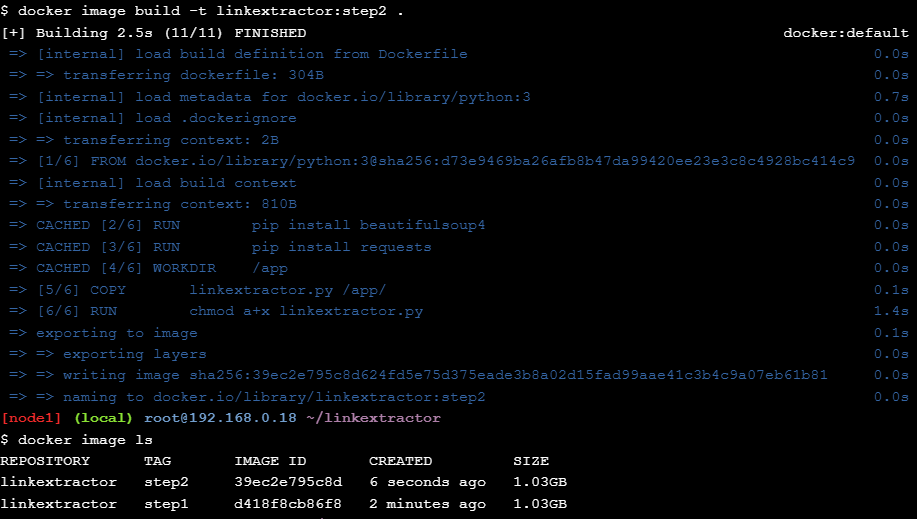 $ docker image build -t linkextractor:step2 .
[+] Building 2.5s (11/11) FINISHED docker:default
=> [internal] load build definition from Dockerfile 0.0s
=> => transferring dockerfile: 304B 0.0s
=> [internal] load metadata for docker.io/library/python:3 0.7s
=> [internal] load .dockerignore 0.0s
=> => transferring context: 2B 0.0s
=> [1/6] FROM docker.io/library/python:3@sha256:d73e9469ba26afb8b47da99420ee23e3c8c4928bc414c9 0.0s
=> [internal] load build context 0.0s
=> => transferring context: 810B 0.0s
=> CACHED [2/6] RUN pip install beautifulsoup4 0.0s
=> CACHED [3/6] RUN pip install requests 0.0s
=> CACHED [4/6] WORKDIR /app 0.0s
=> [5/6] COPY linkextractor.py /app/ 0.1s
=> [6/6] RUN chmod a+x linkextractor.py 1.4s
=> exporting to image 0.1s
=> => exporting layers 0.0s
=> => writing image sha256:39ec2e795c8d624fd5e75d375eade3b8a02d15fad99aae41c3b4c9a07eb61b81 0.0s
=> => naming to docker.io/library/linkextractor:step2 0.0s
[node1] (local) root@192.168.0.18 ~/linkextractor
$ docker image ls
REPOSITORY TAG IMAGE ID CREATED SIZE
linkextractor step2 39ec2e795c8d 6 seconds ago 1.03GB
linkextractor step1 d418f8cb86f8 2 minutes ago 1.03GB